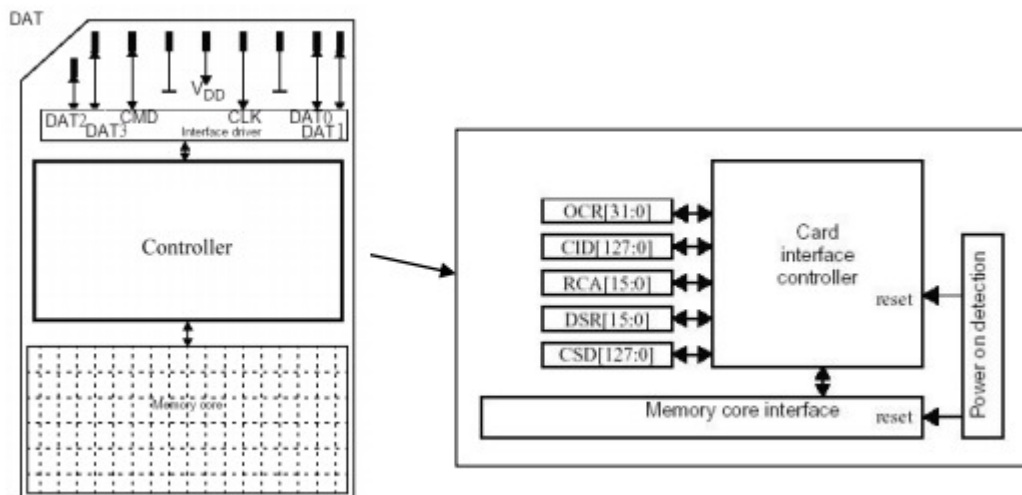 DAT
V
DD
DAT2
CMD
CLK
DAT0
DAT3
Interface driver
DAT1
Controller
Memory core
OCR[31:0]
CID[127:0]
RCA[15:0]
DSR[15:0]
CSD[127:0]
Card
interface
controller
reset
Memory core interface
reset
Power on detection